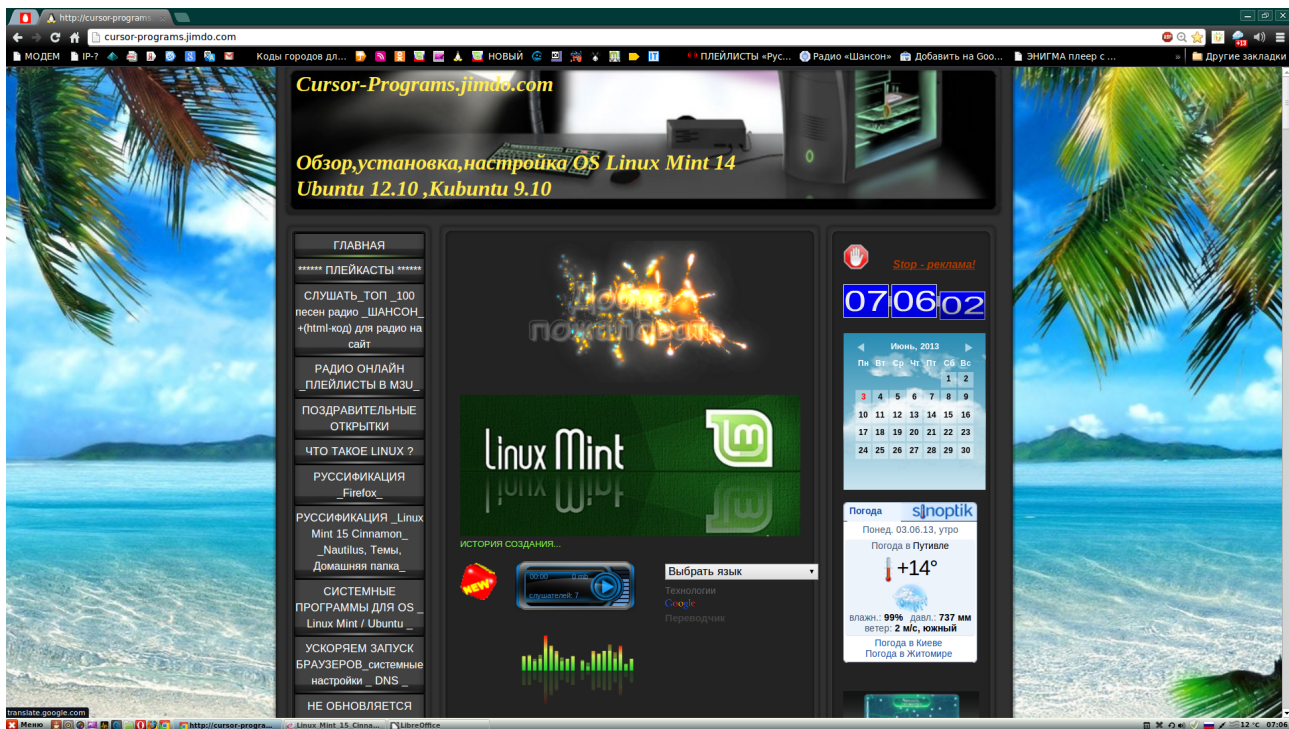 http://cursor-programs
cursor-programs.jimdo.com
МОДЕМ
IP-?
Коды городов дл...
НОВЫЙ
ПЛЕЙЛИСТЫ «Рус...
Радио «Шансон»
Добавить на Goo...
ЭНИГМА плеер с ...
»
Другие закладки
Cursor-Programs.jimdo.com
Обзор,установка,настройка OS Linux Mint 14
Ubuntu 12.10 ,Kubuntu 9.10
ГЛАВНАЯ
****** ПЛЕЙКАСТЫ ******
СЛУШАТЬ_ТОП _100
песен радио _ШАНСОН_
+(html-код) для радио на
сайт
РАДИО ОНЛАЙН
_ПЛЕЙЛИСТЫ В M3U_
ПОЗДРАВИТЕЛЬНЫЕ
ОТКРЫТКИ
ЧТО ТАКОЕ LINUX ?
РУССИФИКАЦИЯ
_Firefox_
РУССИФИКАЦИЯ _Linux
Mint 15 Cinnamon_
_Nautilus, Темы,
Домашняя папка_
СИСТЕМНЫЕ
ПРОГРАММЫ ДЛЯ OS _
Linux Mint / Ubuntu _
УСКОРЯЕМ ЗАПУСК
БРАУЗЕРОВ_системные
настройки _ DNS _
НЕ ОБНОВЛЯЕТСЯ
Добро
пожаловать
Linux Mint
ИСТОРИЯ СОЗДАНИЯ...
NEW
00:00 0 mb
слушателей: 7
Выбрать язык
Технологии
Google
Переводчик
Stop - реклама!
07 06 02
Июнь, 2013
Пн Вт Ср Чт Пт Сб Вс
1 2
3 4 5 6 7 8 9
10 11 12 13 14 15 16
17 18 19 20 21 22 23
24 25 26 27 28 29 30
Погода sinoptik
Понед. 03.06.13, утро
Погода в Путивле
+14°
влажн.: 99% давл.: 737 мм
ветер: 2 м/с, южный
Погода в Киеве
Погода в Житомире
translate.google.com
Меню
http://cursor-progra...
Linux_Mint_15_Cinna...
LibreOffice
12 °C 07:06